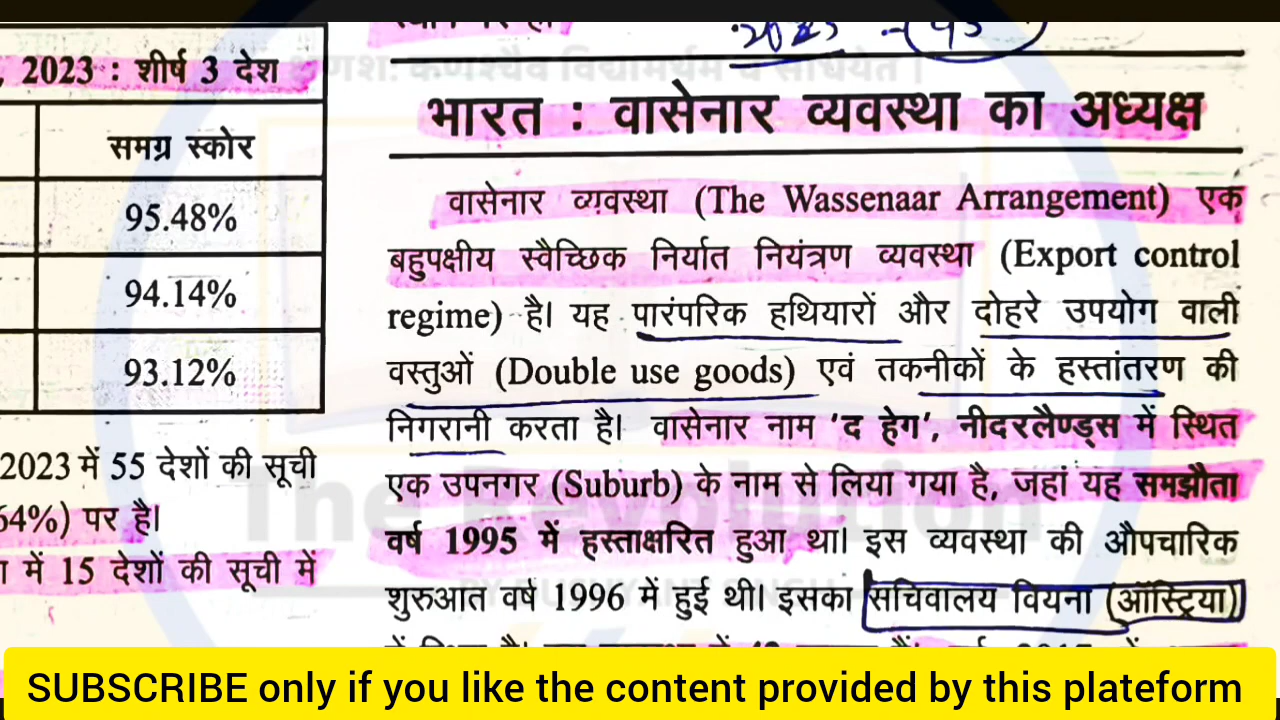 2023
, 2023 : शीर्ष 3 देश
समग्र स्कोर
95.48%
94.14%
93.12%
2023 में 55 देशों की सूची
64%) पर है।
में 15 देशों की सूची में
भारत : वासेनार व्यवस्था का अध्यक्ष
वासेनार व्यवस्था (The Wassenaar Arrangement) एक
बहुपक्षीय स्वैच्छिक निर्यात नियंत्रण व्यवस्था (Export control
regime) है। यह पारंपरिक हथियारों और दोहरे उपयोग वाली
वस्तुओं (Double use goods) एवं तकनीकों के हस्तांतरण की
निगरानी करता है। वासेनार नाम ‘द हेग’, नीदरलैण्ड्स में स्थित
एक उपनगर (Suburb) के नाम से लिया गया है, जहां यह समझौता
वर्ष 1995 में हस्ताक्षरित हुआ था। इस व्यवस्था की औपचारिक
शुरुआत वर्ष 1996 में हुई थी। इसका सचिवालय वियना (ऑस्ट्रिया)
The Revolution
SUBSCRIBE only if you like the content provided by this plateform